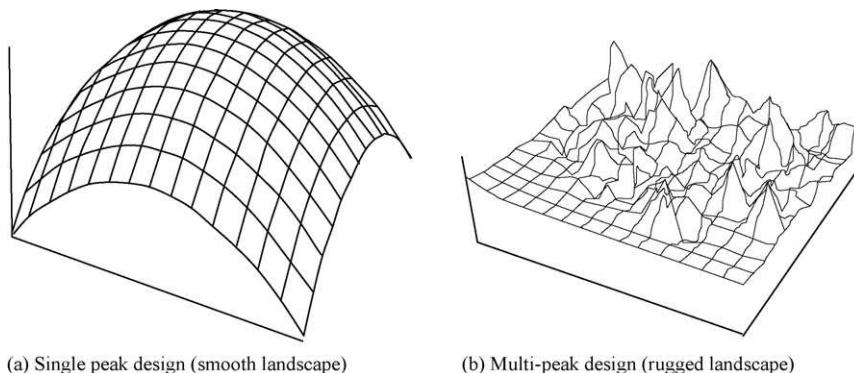 (a) Single peak design (smooth landscape)
(b) Multi-peak design (rugged landscape)